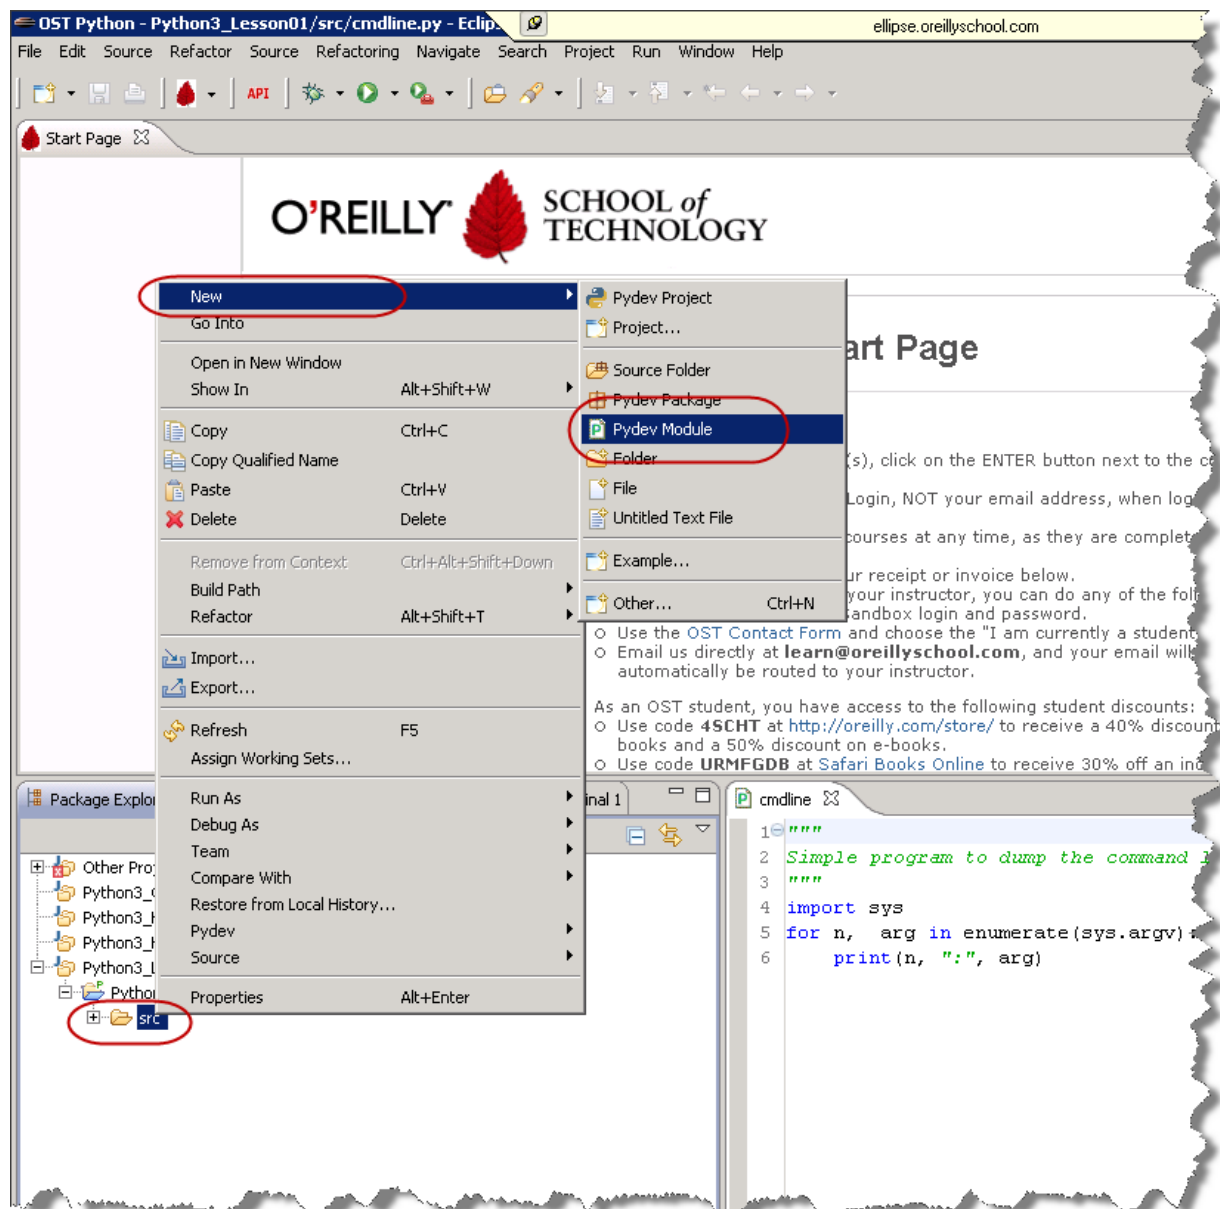 OST Python - Python3_Lesson01/src/cmdline.py - Eclip
ellipse.oreillyschool.com
File Edit Source Refactor Source Refactoring Navigate Search Project Run Window Help
API
Start Page
O'REILLY SCHOOL of TECHNOLOGY
art Page
New
Go Into
Open in New Window
Show In Alt+Shift+W
Copy Ctrl+C
Copy Qualified Name
Paste Ctrl+V
Delete Delete
Remove from Context Ctrl+Alt+Shift+Down
Build Path
Refactor Alt+Shift+T
Import...
Export...
Refresh F5
Assign Working Sets...
Run As
Debug As
Team
Compare With
Restore from Local History...
Pydev
Source
Properties Alt+Enter
Pydev Project
Project...
Source Folder
Pydev Package
Pydev Module
Folder
File
Untitled Text File
Example...
Other... Ctrl+N
(s), click on the ENTER button next to the c
Login, NOT your email address, when log
courses at any time, as they are complet
ur receipt or invoice below.
your instructor, you can do any of the foll
sandbox login and password.
Use the OST Contact Form and choose the "I am currently a student
Email us directly at learn@oreillyschool.com, and your email will
automatically be routed to your instructor.
As an OST student, you have access to the following student discounts:
Use code 4SCHT at http://oreilly.com/store/ to receive a 40% discount
books and a 50% discount on e-books.
Use code URMFGDB at Safari Books Online to receive 30% off an ind
Package Explo
inal 1
Other Proj
Python3_
Python3_
Python3_
Python3_L
Python
src
cmdline
1 """
2 Simple program to dump the command l
3 """
4 import sys
5 for n, arg in enumerate(sys.argv):
6 print(n, ":", arg)